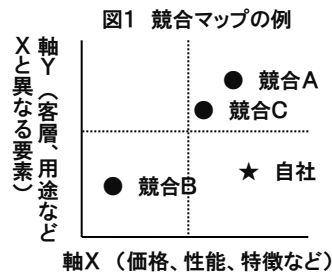 図1 競合マップの例
軸Y（客層、用途など
Xと異なる要素）
● 競合A
● 競合C
● 競合B
★ 自社
軸X（価格、性能、特徴など）